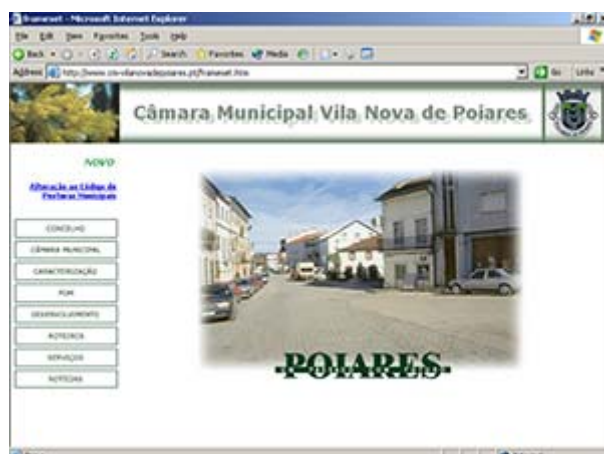 frameset - Microsoft Internet Explorer
File Edit View Favorites Tools Help
Back Search Favorites Media
Address http://www.cm-vilanovadepoiares.pt/frameset.htm Go Links
Câmara Municipal Vila Nova de Poiares
NOVO
Alteração ao Código de
Posturas Municipais
CONCELHO
CÂMARA MUNICIPAL
CARACTERIZAÇÃO
PDM
DESENVOLVIMENTO
ROTEIROS
SERVIÇOS
NOTÍCIAS
POIARES